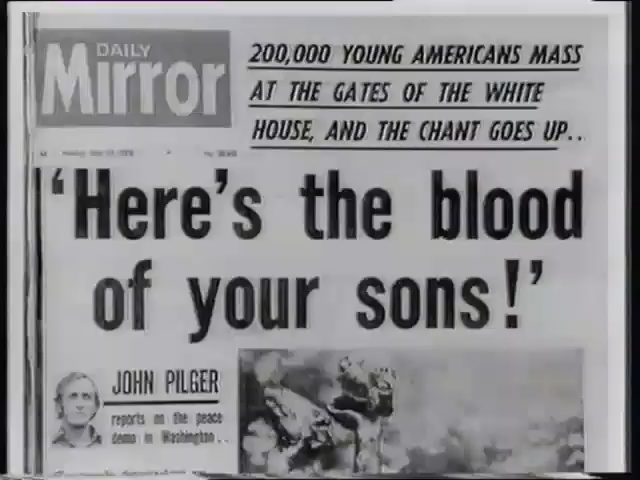 DAILY
Mirror
200,000 YOUNG AMERICANS MASS
AT THE GATES OF THE WHITE
HOUSE, AND THE CHANT GOES UP..
'Here's the blood
of your sons!'
JOHN PILGER
reports on the peace
demo in Washington..